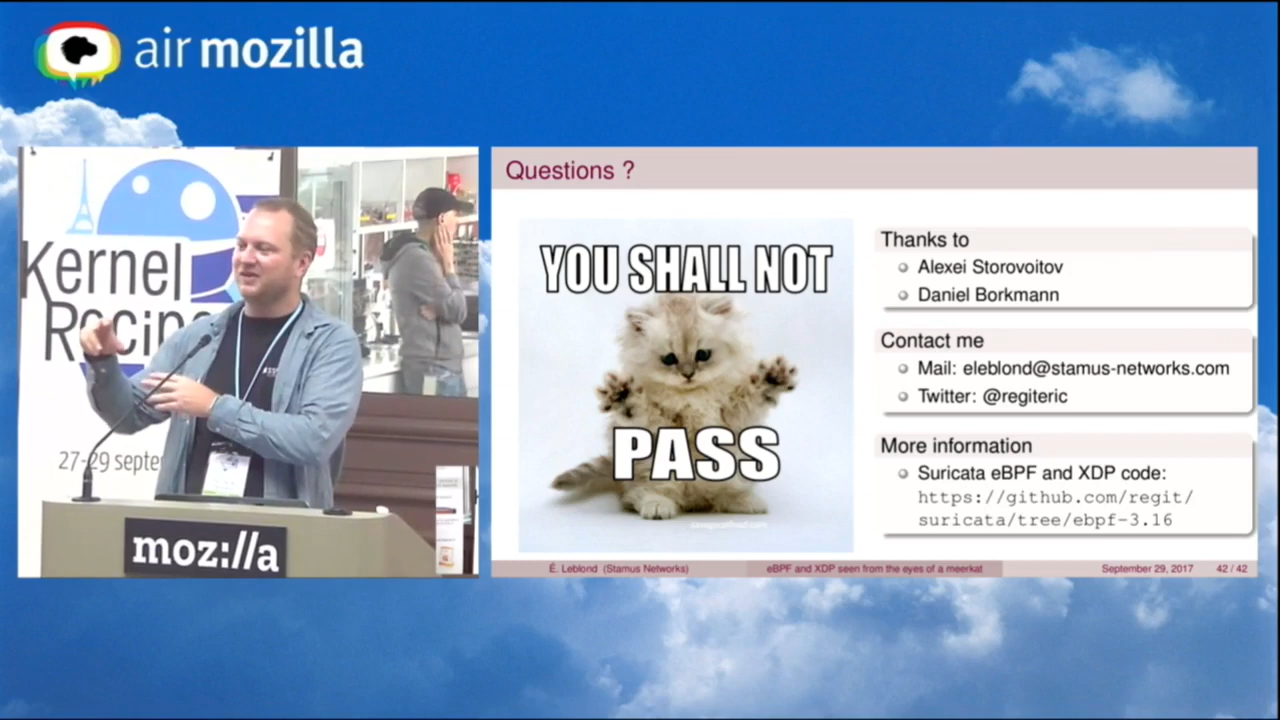 air mozilla
Kernel
Recipe
27-29 septe
moz://a
Questions ?
YOU SHALL NOT
PASS
Thanks to
Alexei Storovoitov
Daniel Borkmann
Contact me
Mail: eleblond@stamus-networks.com
Twitter: @regiteric
More information
Suricata eBPF and XDP code:
https://github.com/regit/
suricata/tree/ebpf-3.16
É. Leblond (Stamus Networks)
eBPF and XDP seen from the eyes of a meerkat
September 29, 2017
42 / 42